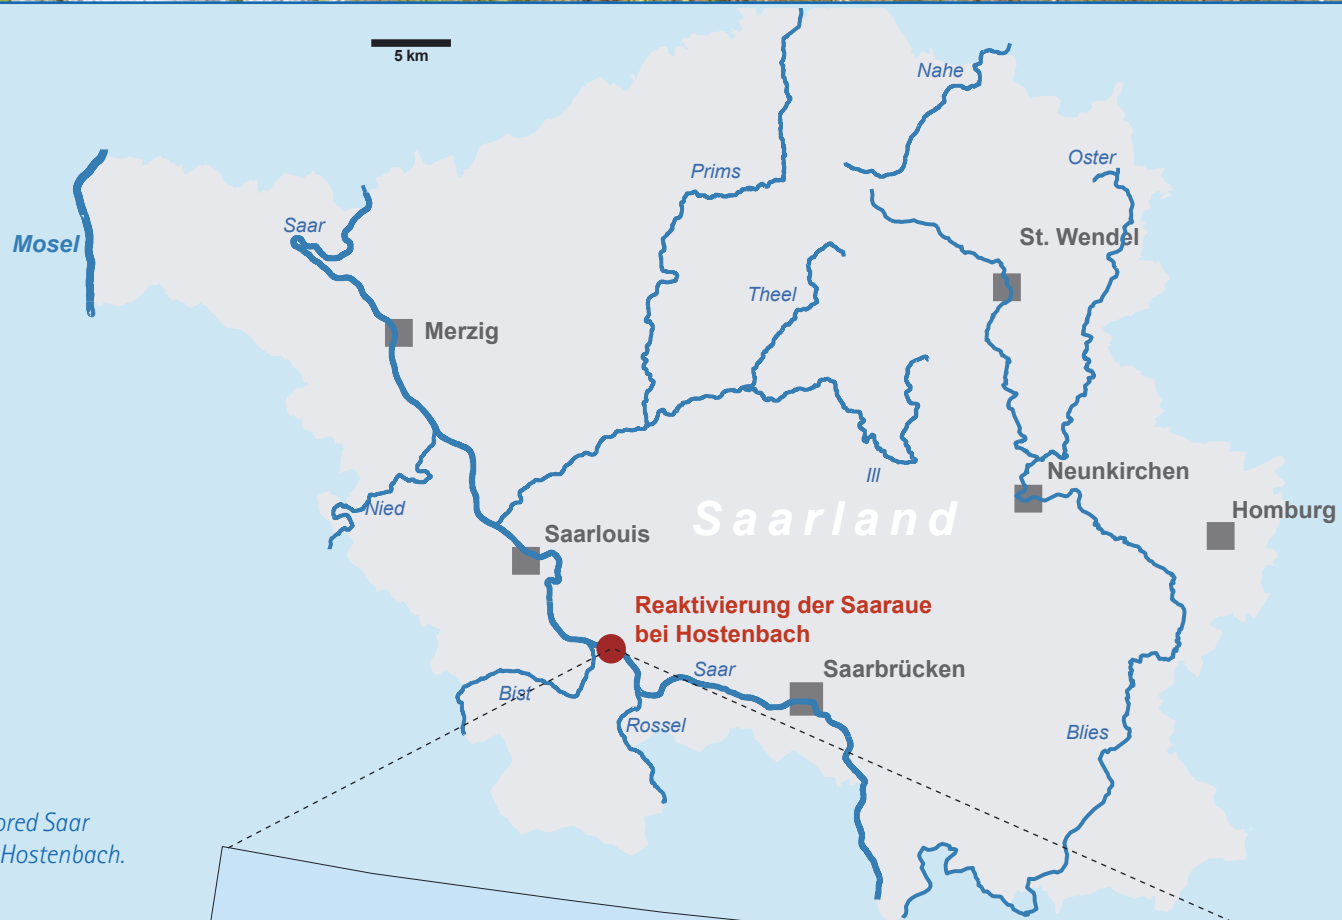 5 km
Nahe
Oster
Prims
Saar
Mosel
St. Wendel
Theel
Merzig
Neunkirchen
Ill
Nied
Homburg
Saarland
Saarlouis
Reaktivierung der Saaraue
bei Hostenbach
Saar
Saarbrücken
Bist
Rossel
Blies
Saar
Hostenbach.